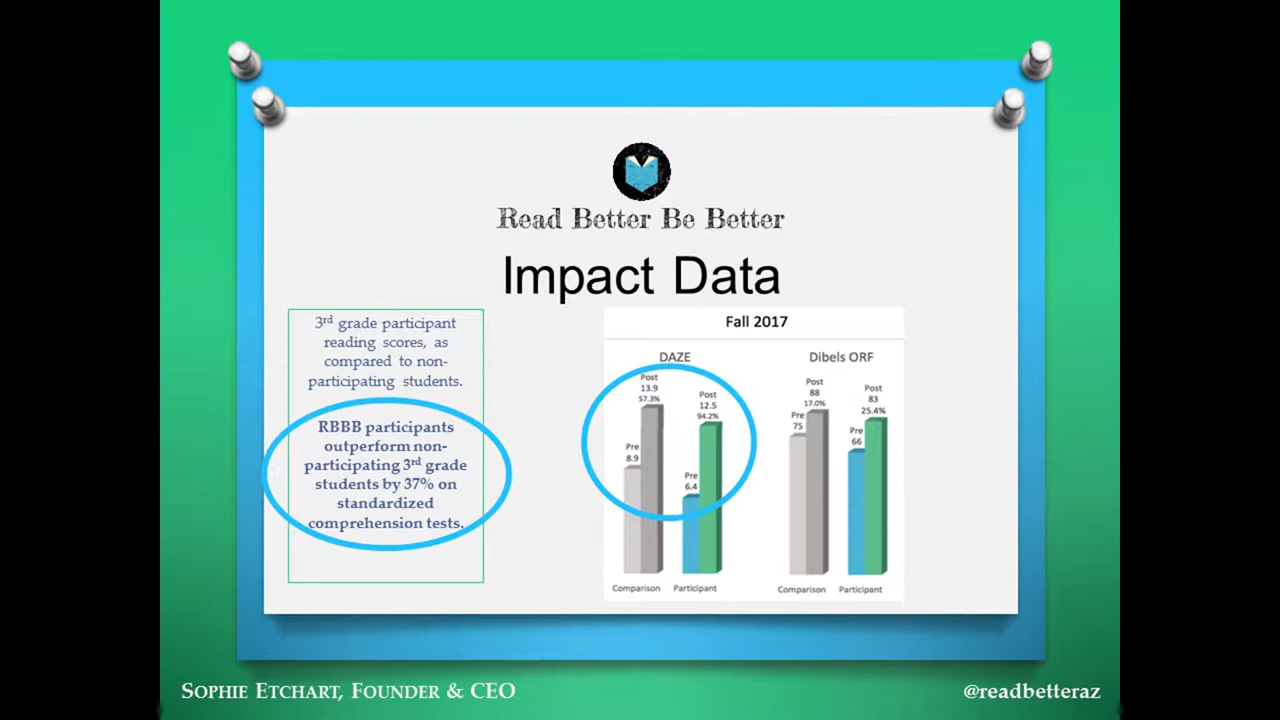 Read Better Be Better
Impact Data
3rd grade participant
reading scores, as
compared to non-
participating students.
RBBB participants
outperform non-
participating 3rd grade
students by 37% on
standardized
comprehension tests.
Fall 2017
DAZE
Post
13.9
57.3%
Pre
8.9
Post
12.5
94.2%
Pre
6.4
Comparison
Participant
Dibels ORF
Post
88
17.0%
Pre
75
Post
83
25.4%
Pre
66
Comparison
Participant
SOPHIE ETCHART, FOUNDER & CEO
@readbetteraz